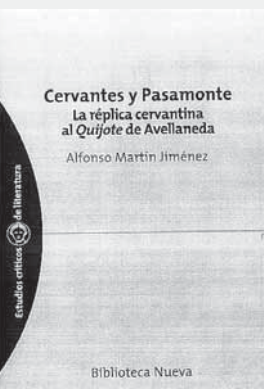 Cervantes y Pasamonte
La réplica cervantina
al Quijote de Avellaneda
Alfonso Martín Jiménez
Estudios críticos de literatura
Biblioteca Nueva